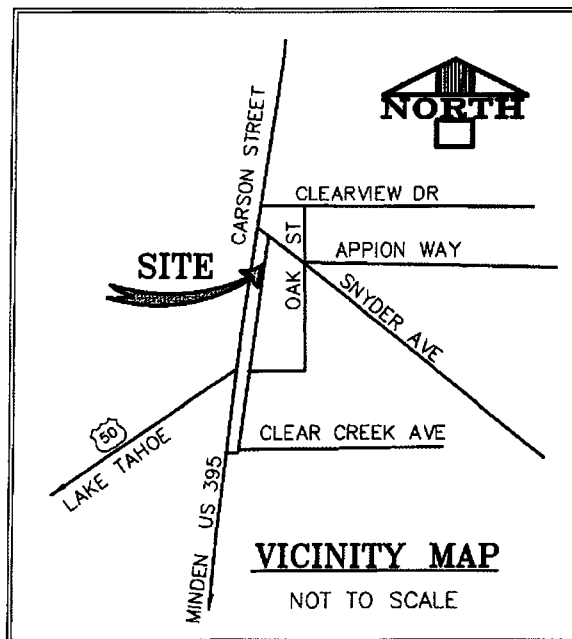 NORTH
CARSON STREET
CLEARVIEW DR
OAK ST
APPION WAY
SITE
SNYDER AVE
50
LAKE TAHOE
CLEAR CREEK AVE
MINDEN US 395
VICINITY MAP
NOT TO SCALE